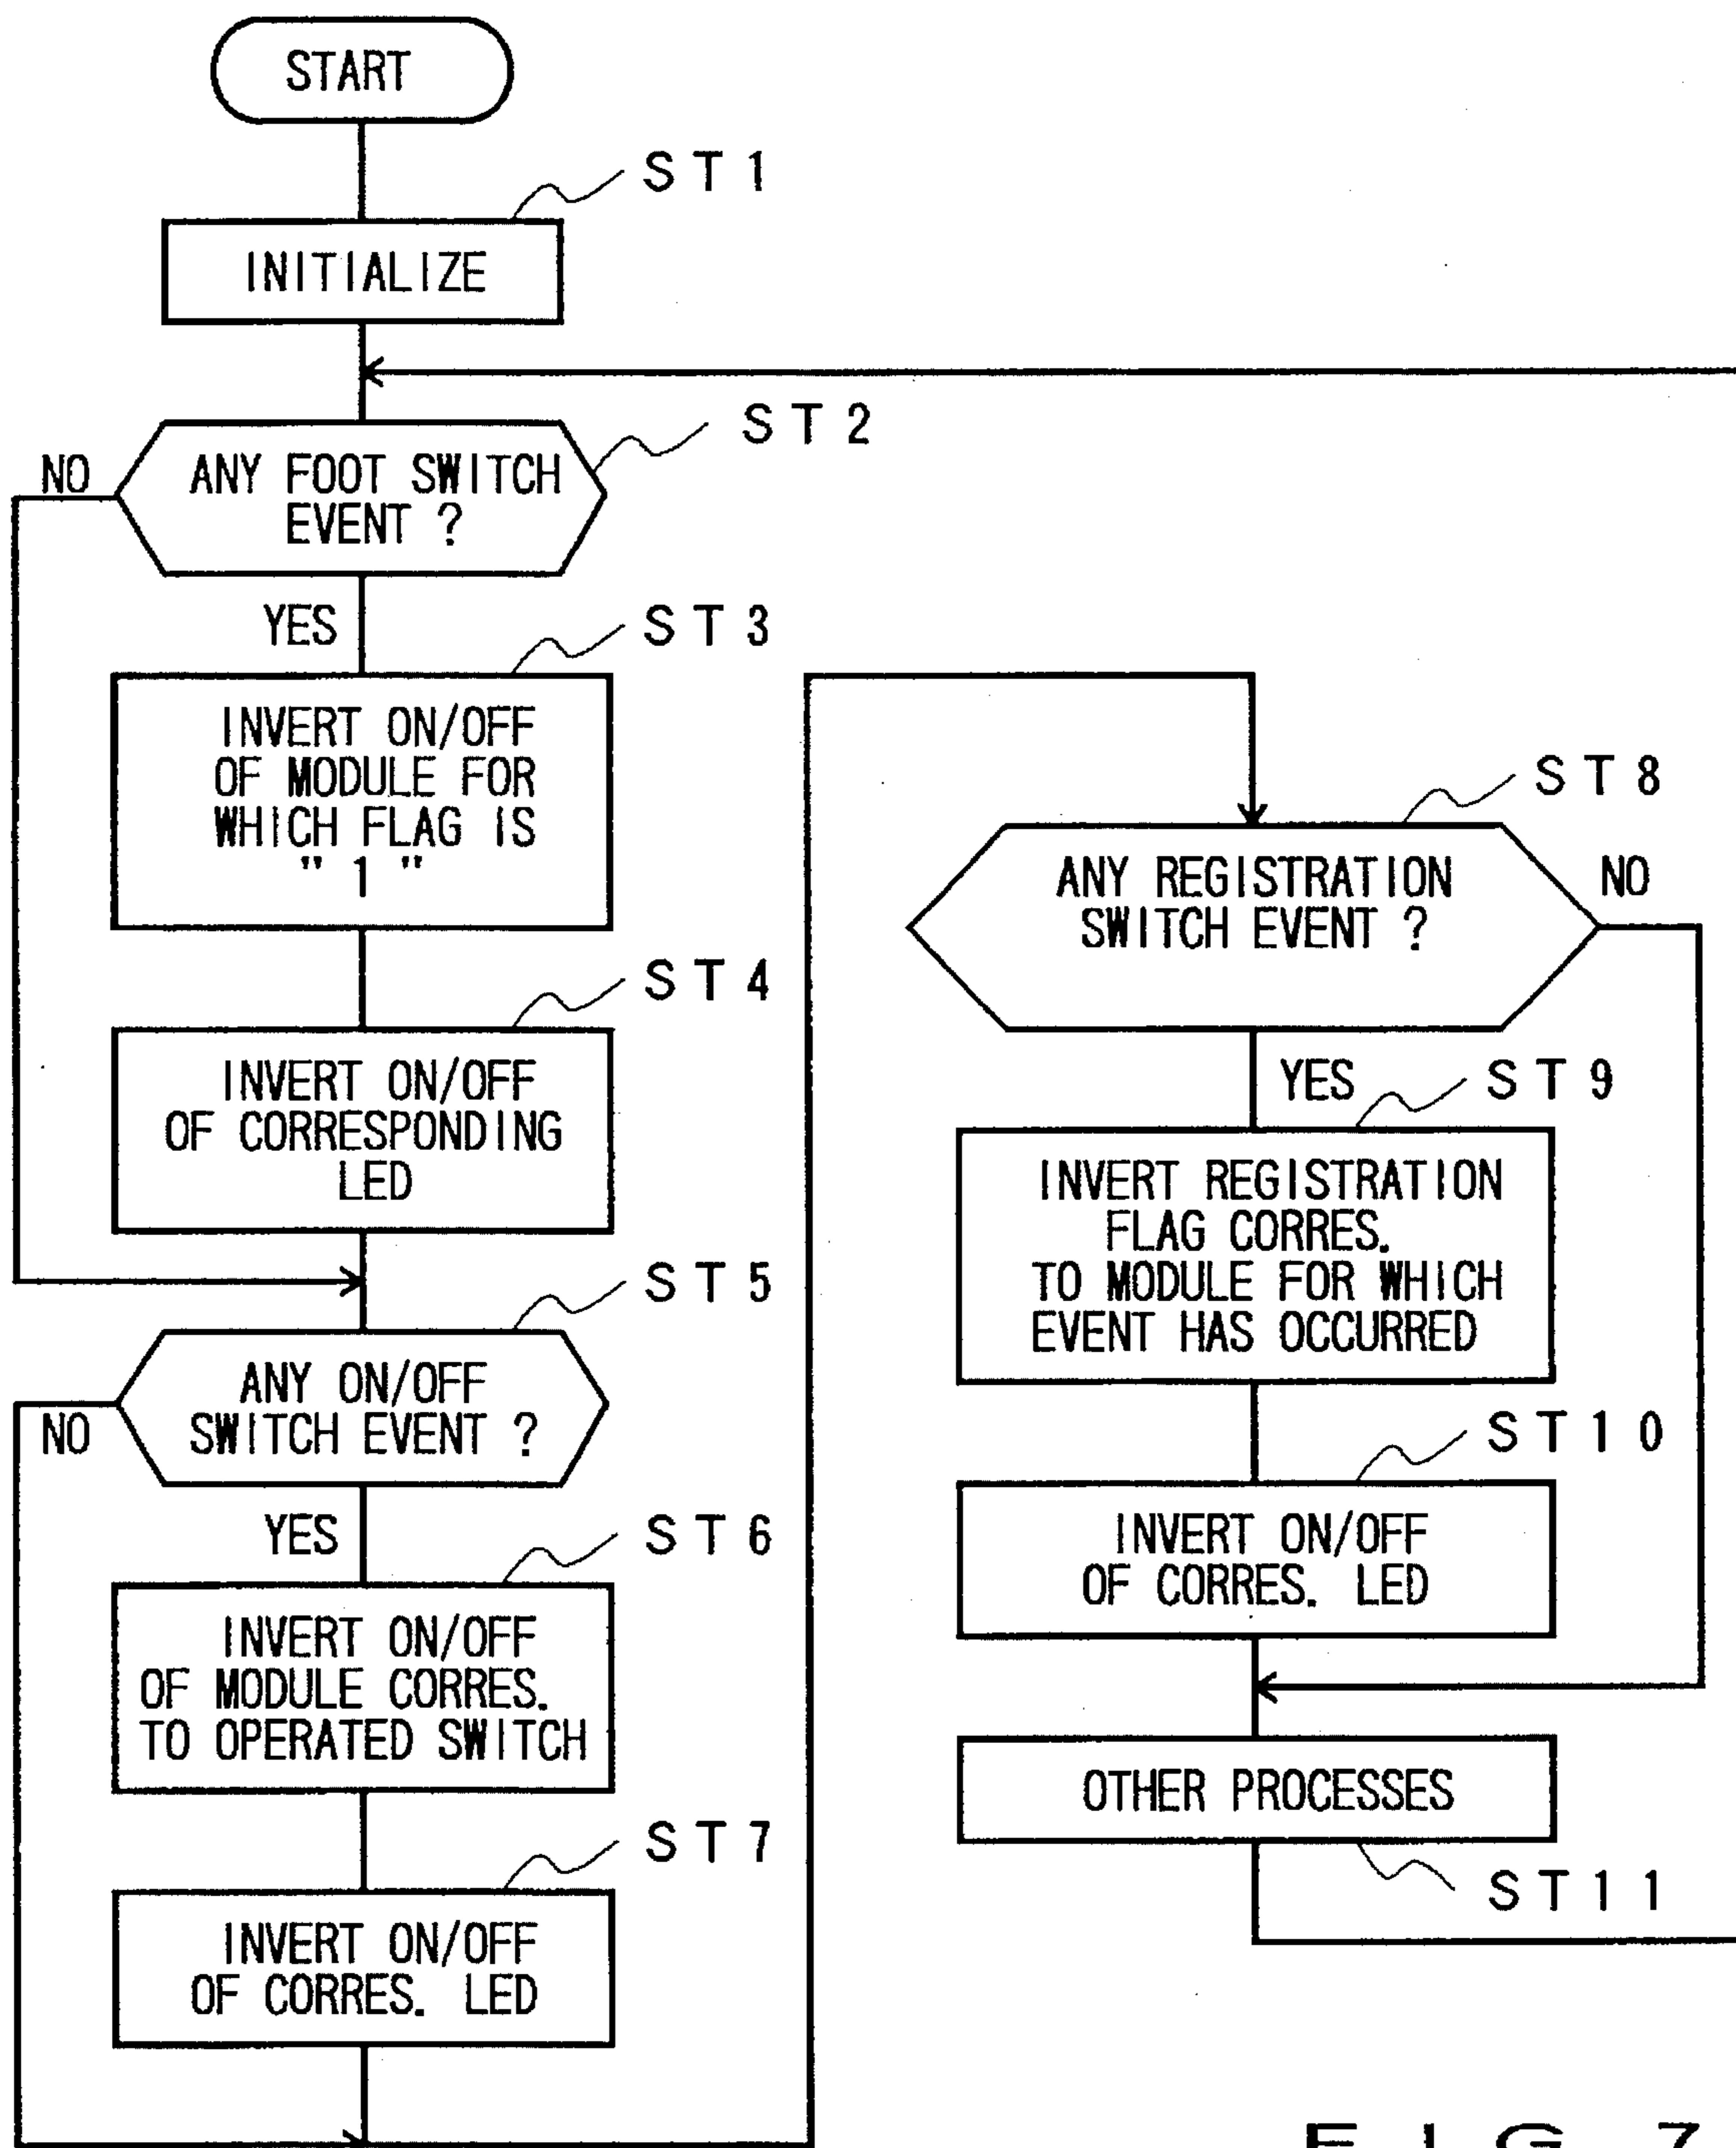 START
ST1
INITIALIZE
ST2
NO
ANY FOOT SWITCH
EVENT ?
YES
ST3
INVERT ON/OFF
OF MODULE FOR
WHICH FLAG IS
" 1 "
ST4
INVERT ON/OFF
OF CORRESPONDING
LED
ST5
ANY ON/OFF
SWITCH EVENT ?
NO
YES
ST6
INVERT ON/OFF
OF MODULE CORRES.
TO OPERATED SWITCH
ST7
INVERT ON/OFF
OF CORRES. LED
ST8
ANY REGISTRATION
SWITCH EVENT ?
NO
YES
ST9
INVERT REGISTRATION
FLAG CORRES.
TO MODULE FOR WHICH
EVENT HAS OCCURRED
ST10
INVERT ON/OFF
OF CORRES. LED
OTHER PROCESSES
ST11
FIG. 7